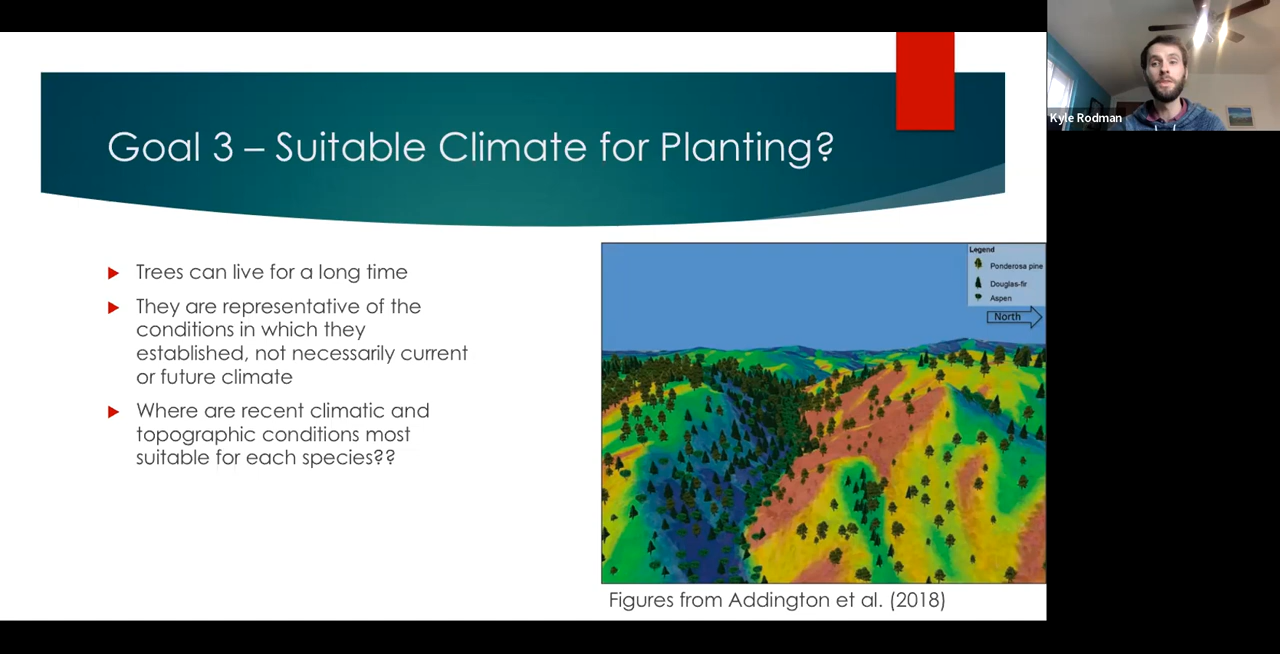 Goal 3 – Suitable Climate for Planting?
Trees can live for a long time
They are representative of the
conditions in which they
established, not necessarily current
or future climate
Where are recent climatic and
topographic conditions most
suitable for each species??
Legend
Ponderosa pine
Douglas-fir
Aspen
North
Figures from Addington et al. (2018)
Kyle Rodman